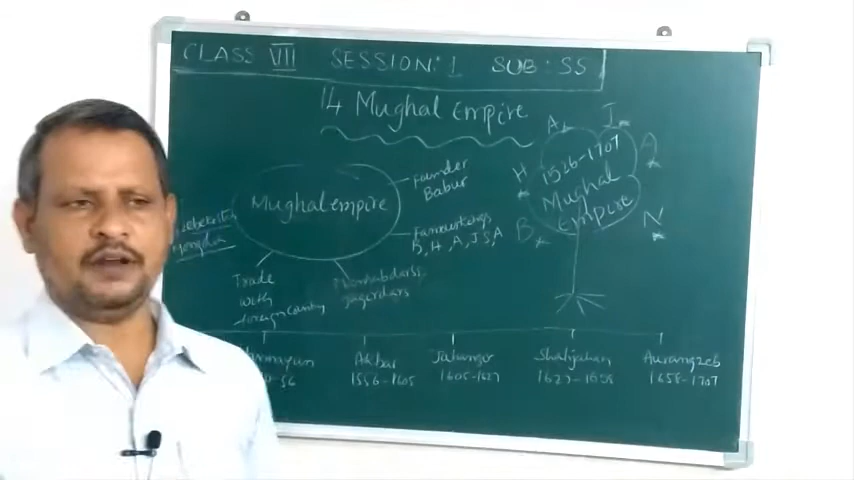 CLASS VII SESSION: 1 SUB: SS
14 Mughal Empire
Mughal empire
Founder
Babur
Famous kings
B, H, A, J, S, A
Trade
with
foreign country
Jagirdars
A
J
H
A
B
N
1526-1707
Mughal
Empire
Akbar
1556-1605
Jahangir
1605-1627
Shahjahan
1627-1658
Aurangzeb
1658-1707